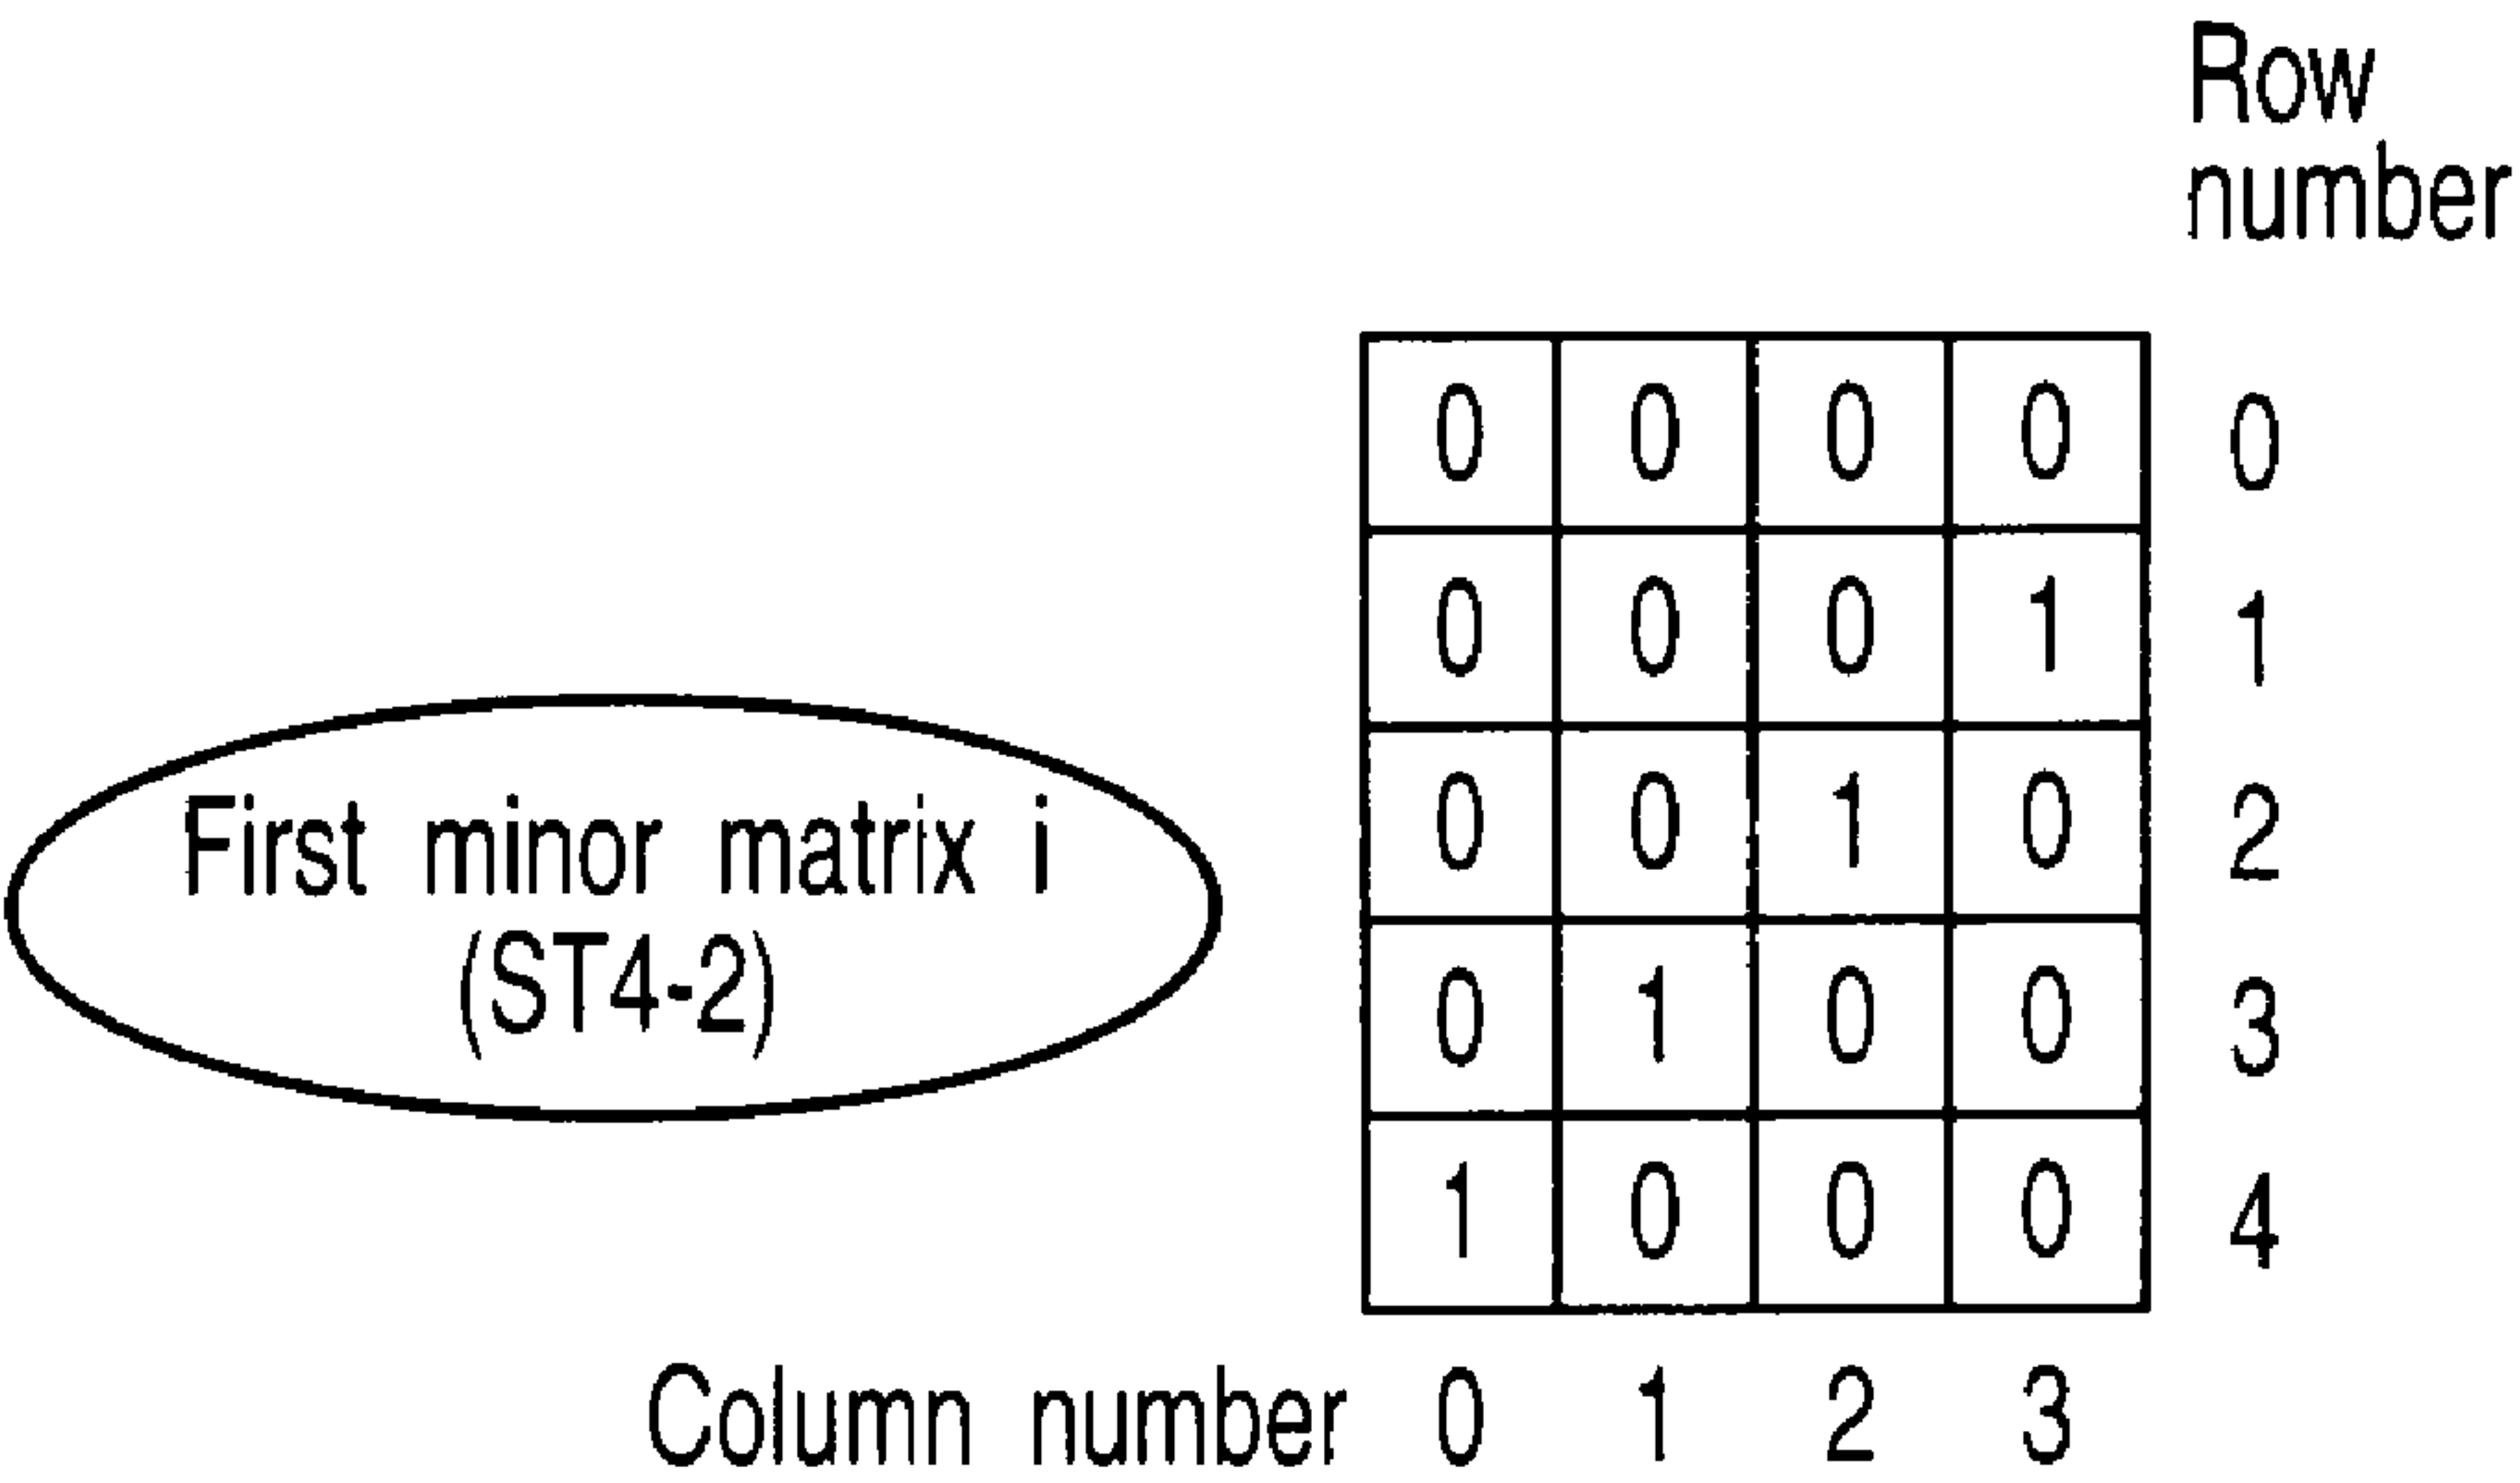 Row
number
0 0 0 0 0
0 0 0 1 1
0 0 1 0 2
0 1 0 0 3
1 0 0 0 4
First minor matrix i
(ST4-2)
Column number 0 1 2 3